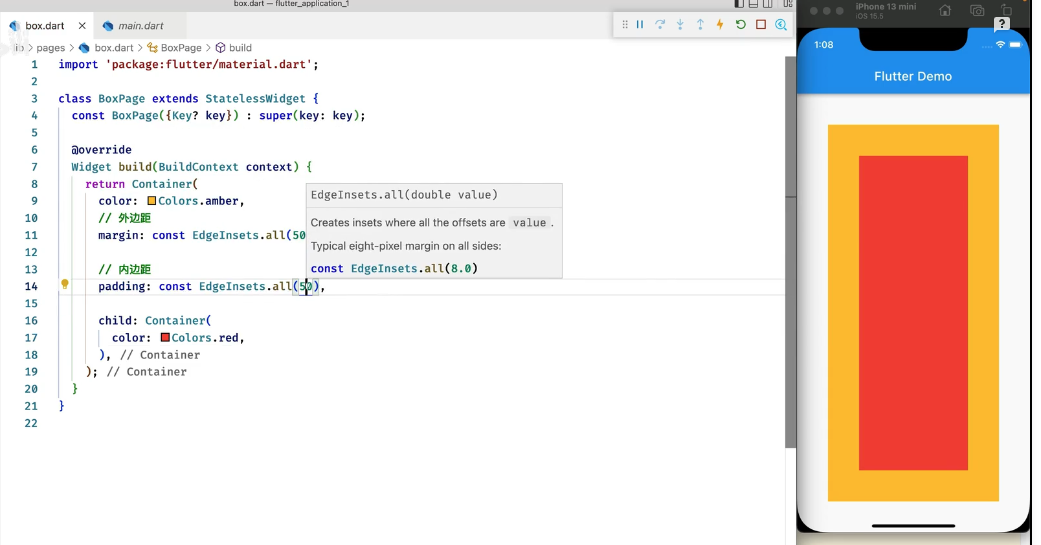 box.dart — flutter_application_1
box.dart
main.dart
lib > pages > box.dart > BoxPage > build
1 import 'package:flutter/material.dart';
2
3 class BoxPage extends StatelessWidget {
4 const BoxPage({Key? key}) : super(key: key);
5
6 @override
7 Widget build(BuildContext context) {
8 return Container(
9 color: Colors.amber,
10 // 外边距
11 margin: const EdgeInsets.all(50
12
13 // 内边距
14 padding: const EdgeInsets.all(50),
15
16 child: Container(
17 color: Colors.red,
18 ), // Container
19 ); // Container
20 }
21 }
22
EdgeInsets.all(double value)
Creates insets where all the offsets are value.
Typical eight-pixel margin on all sides:
const EdgeInsets.all(8.0)
iPhone 13 mini
iOS 15.5
?
1:08
Flutter Demo